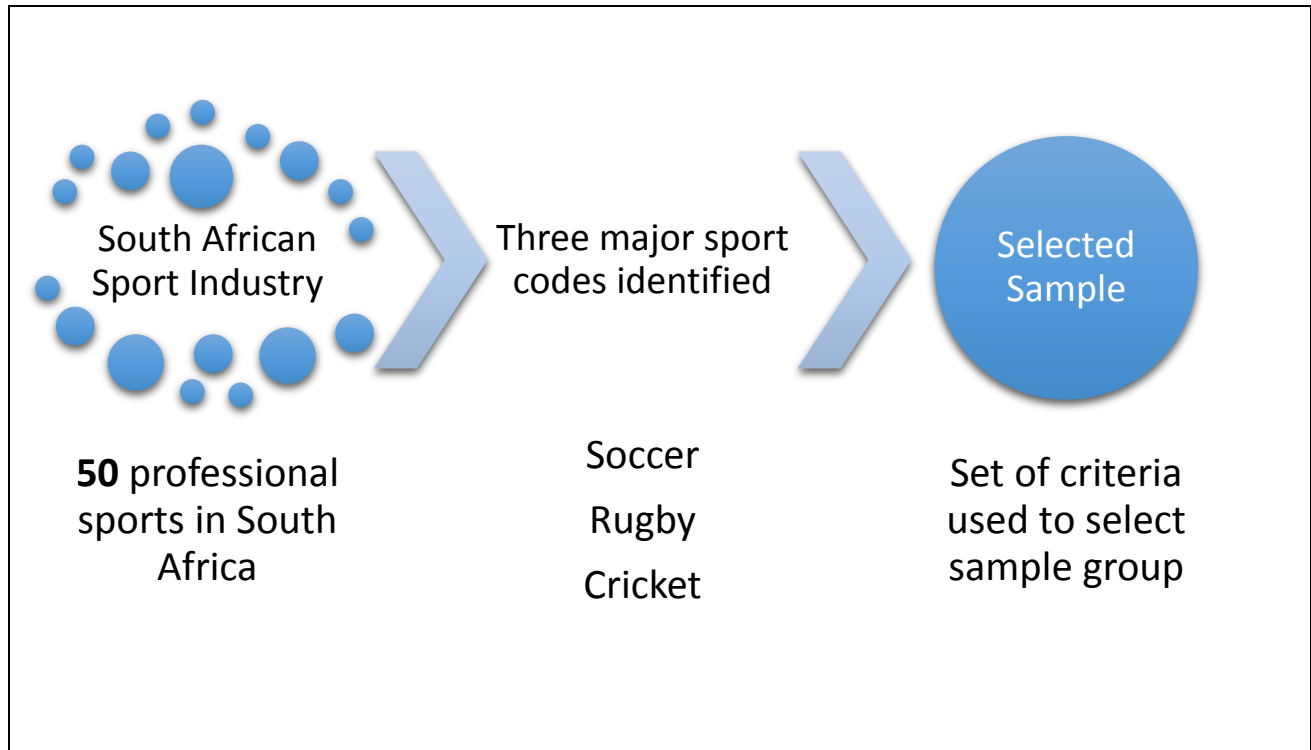 South African
Sport Industry
Three major sport
codes identified
Selected
Sample
50 professional
sports in South
Africa
Soccer
Rugby
Cricket
Set of criteria
used to select
sample group